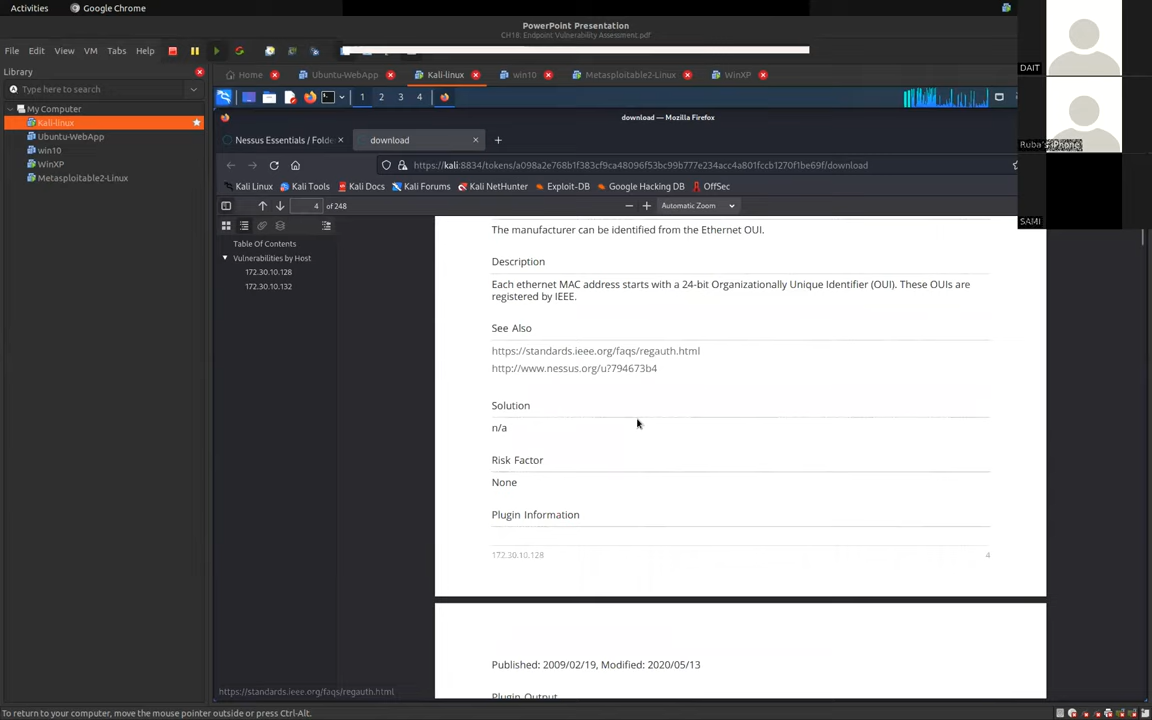 Activities
Google Chrome
PowerPoint Presentation
CH18: Endpoint Vulnerability Assessment.pdf
File Edit View VM Tabs Help
Library
Type here to search
My Computer
Kali-linux
Ubuntu-WebApp
win10
WinXP
Metasploitable2-Linux
Home
Ubuntu-WebApp
Kali-linux
win10
Metasploitable2-Linux
WinXP
1 2 3 4
download — Mozilla Firefox
Nessus Essentials / Folde
download
https://kali:8834/tokens/a098a2e768b1f383cf9ca48096f53bc99b777e234acc4a801fccb1270f1be69f/download
Kali Linux
Kali Tools
Kali Docs
Kali Forums
Kali NetHunter
Exploit-DB
Google Hacking DB
OffSec
4 of 248
Automatic Zoom
Table Of Contents
Vulnerabilities by Host
172.30.10.128
172.30.10.132
The manufacturer can be identified from the Ethernet OUI.
Description
Each ethernet MAC address starts with a 24-bit Organizationally Unique Identifier (OUI). These OUIs are
registered by IEEE.
See Also
https://standards.ieee.org/faqs/regauth.html
http://www.nessus.org/u?794673b4
Solution
n/a
Risk Factor
None
Plugin Information
172.30.10.128
4
Published: 2009/02/19, Modified: 2020/05/13
Plugin Output
https://standards.ieee.org/faqs/regauth.html
To return to your computer, move the mouse pointer outside or press Ctrl-Alt.
DAIT
Ruba's iPhone
SAMI